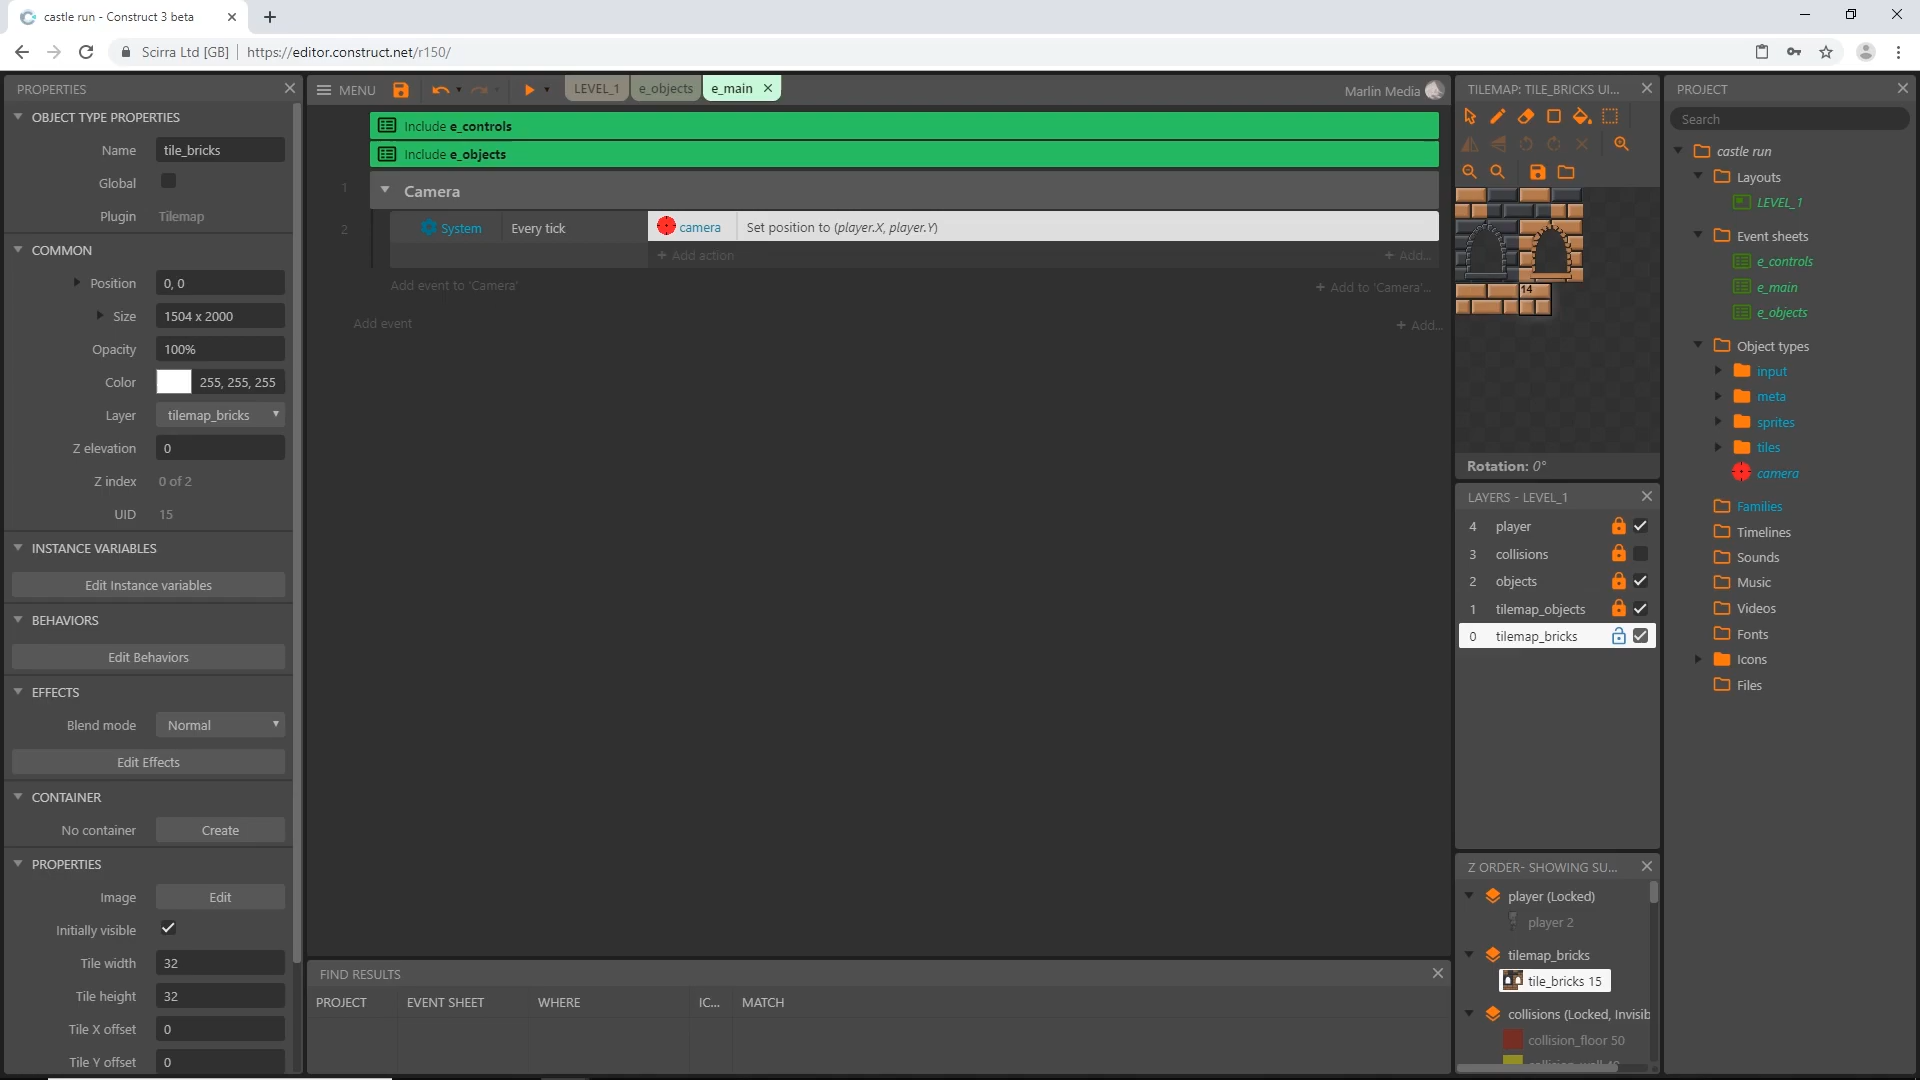 castle run - Construct 3 beta
Scirra Ltd [GB] https://editor.construct.net/r150/
PROPERTIES
OBJECT TYPE PROPERTIES
Name tile_bricks
Global
Plugin Tilemap
COMMON
Position 0, 0
Size 1504 x 2000
Opacity 100%
Color 255, 255, 255
Layer tilemap_bricks
Z elevation 0
Z index 0 of 2
UID 15
INSTANCE VARIABLES
Edit Instance variables
BEHAVIORS
Edit Behaviors
EFFECTS
Blend mode Normal
Edit Effects
CONTAINER
No container Create
PROPERTIES
Image Edit
Initially visible
Tile width 32
Tile height 32
Tile X offset 0
Tile Y offset 0
MENU LEVEL_1 e_objects e_main Marlin Media
Include e_controls
Include e_objects
1 Camera
2 System Every tick camera Set position to (player.X, player.Y)
+ Add action + Add...
Add event to 'Camera' + Add to 'Camera'...
Add event + Add...
FIND RESULTS
PROJECT EVENT SHEET WHERE IC... MATCH
TILEMAP: TILE_BRICKS UI...
14
Rotation: 0°
LAYERS - LEVEL_1
4 player
3 collisions
2 objects
1 tilemap_objects
0 tilemap_bricks
Z ORDER- SHOWING SU...
player (Locked)
player 2
tilemap_bricks
tile_bricks 15
collisions (Locked, Invisib
collision_floor 50
PROJECT
Search
castle run
Layouts
LEVEL_1
Event sheets
e_controls
e_main
e_objects
Object types
input
meta
sprites
tiles
camera
Families
Timelines
Sounds
Music
Videos
Fonts
Icons
Files